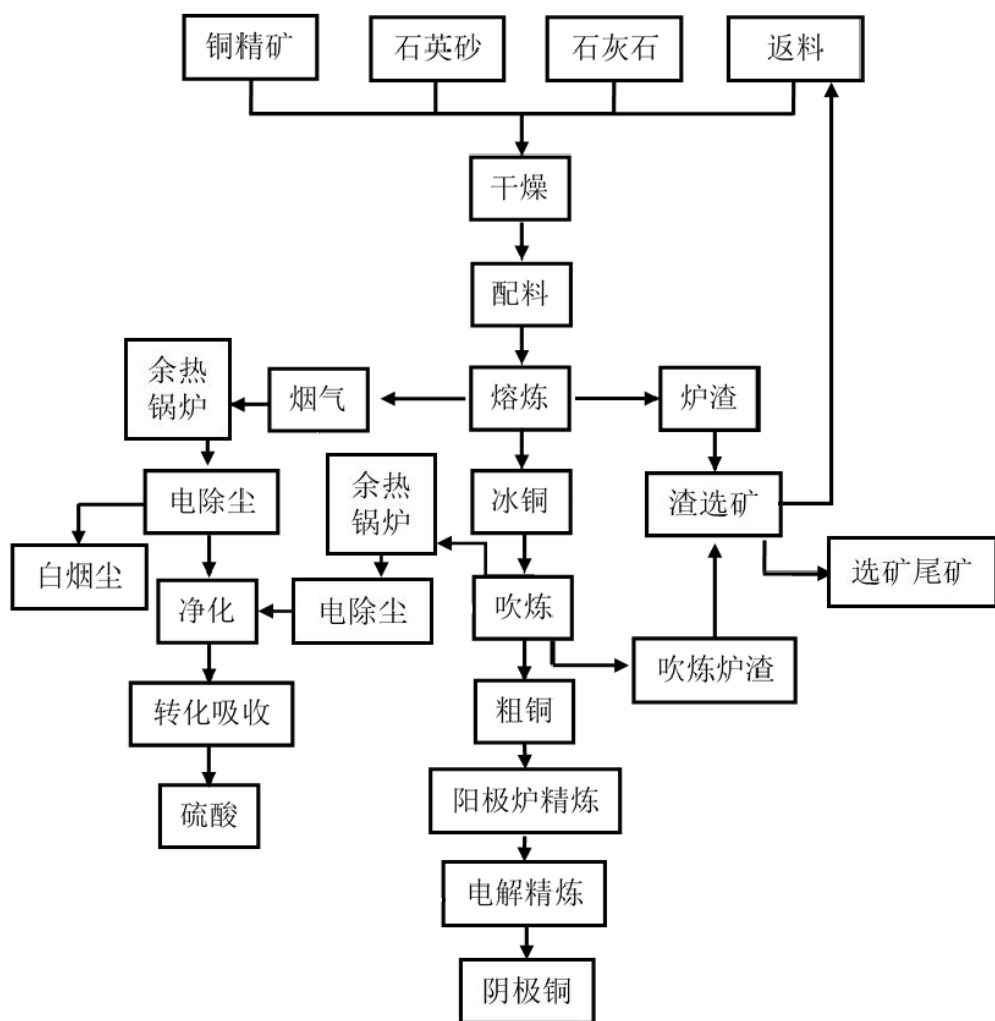 铜精矿
石英砂
石灰石
返料
干燥
配料
余热
锅炉
烟气
熔炼
炉渣
电除尘
余热
锅炉
冰铜
渣选矿
白烟尘
净化
电除尘
吹炼
选矿尾矿
转化吸收
粗铜
吹炼炉渣
硫酸
阳极炉精炼
电解精炼
阴极铜